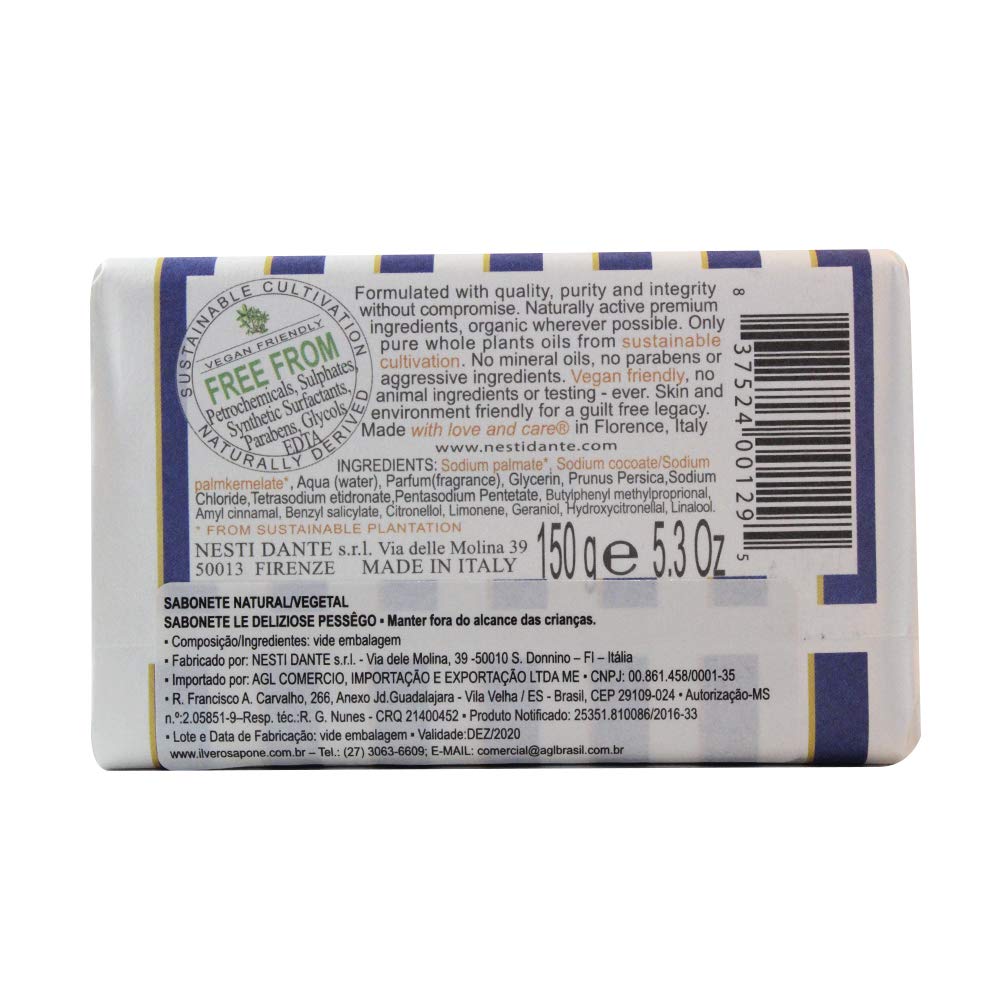 SUSTAINABLE CULTIVATION
VEGAN FRIENDLY
FREE FROM
Petrochemicals, Sulphates,
Synthetic Surfactants,
Parabens, Glycols,
EDTA
NATURALLY DERIVED
Formulated with quality, purity and integrity
without compromise. Naturally active premium
ingredients, organic wherever possible. Only
pure whole plants oils from sustainable
cultivation. No mineral oils, no parabens or
aggressive ingredients. Vegan friendly, no
animal ingredients or testing - ever. Skin and
environment friendly for a guilt free legacy.
Made with love and care® in Florence, Italy
www.nestidante.com
INGREDIENTS: Sodium palmate*, Sodium cocoate/Sodium
palmkernelate*, Aqua (water), Parfum(fragrance), Glycerin, Prunus Persica,Sodium
Chloride,Tetrasodium etidronate,Pentasodium Pentetate, Butylphenyl methylproprional,
Amyl cinnamal, Benzyl salicylate, Citronellol, Limonene, Geraniol, Hydroxycitronellal, Linalool.
* FROM SUSTAINABLE PLANTATION
NESTI DANTE s.r.l. Via delle Molina 39
50013 FIRENZE MADE IN ITALY
150 g e 5.3 Oz
8 37524 00129 5
SABONETE NATURAL/VEGETAL
SABONETE LE DELIZIOSE PESSÊGO ▪ Manter fora do alcance das crianças.
▪ Composição/Ingredientes: vide embalagem
▪ Fabricado por: NESTI DANTE s.r.l. - Via dele Molina, 39 -50010 S. Donnino – FI – Itália
▪ Importado por: AGL COMERCIO, IMPORTAÇÃO E EXPORTAÇÃO LTDA ME ▪ CNPJ: 00.861.458/0001-35
▪ R. Francisco A. Carvalho, 266, Anexo Jd.Guadalajara - Vila Velha / ES - Brasil, CEP 29109-024 ▪ Autorização-MS
n.º:2.05851-9–Resp. téc.:R. G. Nunes - CRQ 21400452 ▪ Produto Notificado: 25351.810086/2016-33
▪ Lote e Data de Fabricação: vide embalagem ▪ Validade:DEZ/2020
www.ilverosapone.com.br – Tel.: (27) 3063-6609; E-MAIL: comercial@aglbrasil.com.br